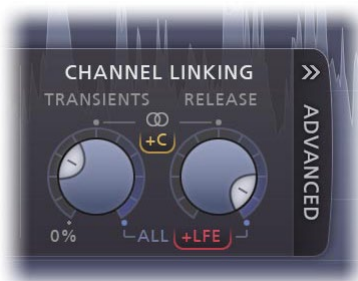 CHANNEL LINKING
TRANSIENTS RELEASE
+C
0% ALL +LFE
ADVANCED